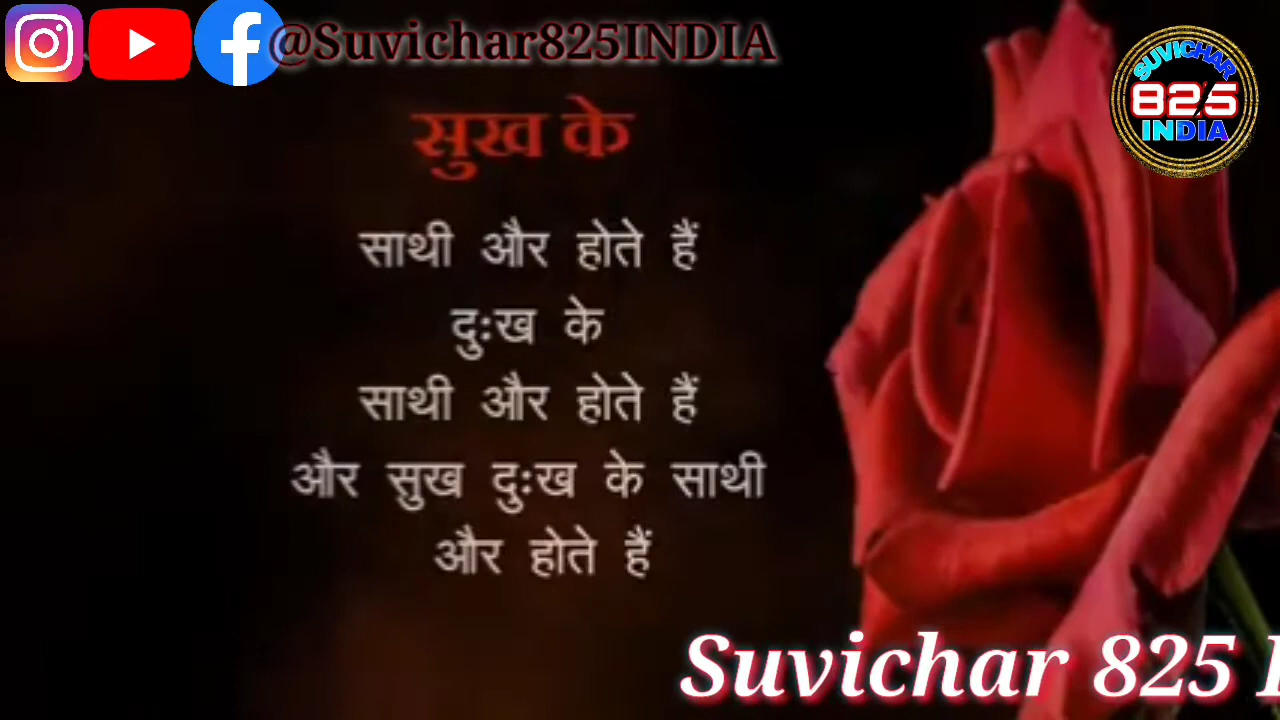 @Suvichar825INDIA
SUVICHAR
825
INDIA
सुख के
साथी और होते हैं
दुःख के
साथी और होते हैं
और सुख दुःख के साथी
और होते हैं
Suvichar 825